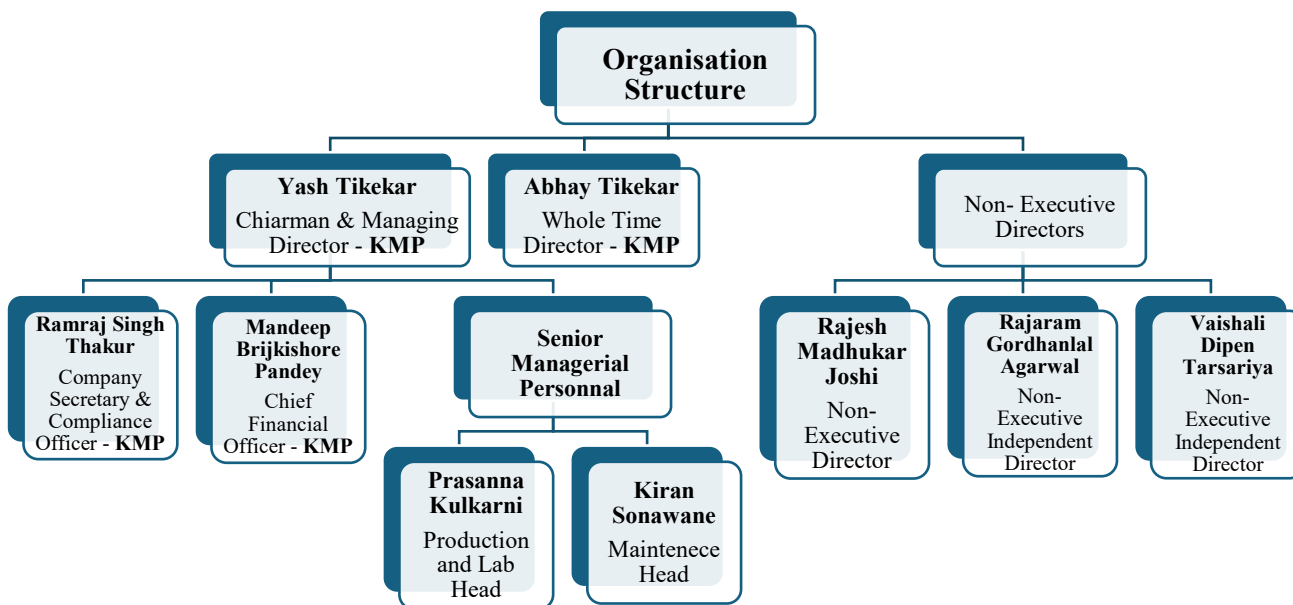 Organisation
Structure
Yash Tikekar
Chiarman & Managing
Director - KMP
Abhay Tikekar
Whole Time
Director - KMP
Non- Executive
Directors
Ramraj Singh
Thakur
Company
Secretary &
Compliance
Officer - KMP
Mandeep
Brijkishore
Pandey
Chief
Financial
Officer - KMP
Senior
Managerial
Personnal
Rajesh
Madhukar
Joshi
Non-
Executive
Director
Rajaram
Gordhanlal
Agarwal
Non-
Executive
Independent
Director
Vaishali
Dipen
Tarsariya
Non-
Executive
Independent
Director
Prasanna
Kulkarni
Production
and Lab
Head
Kiran
Sonawane
Maintenece
Head